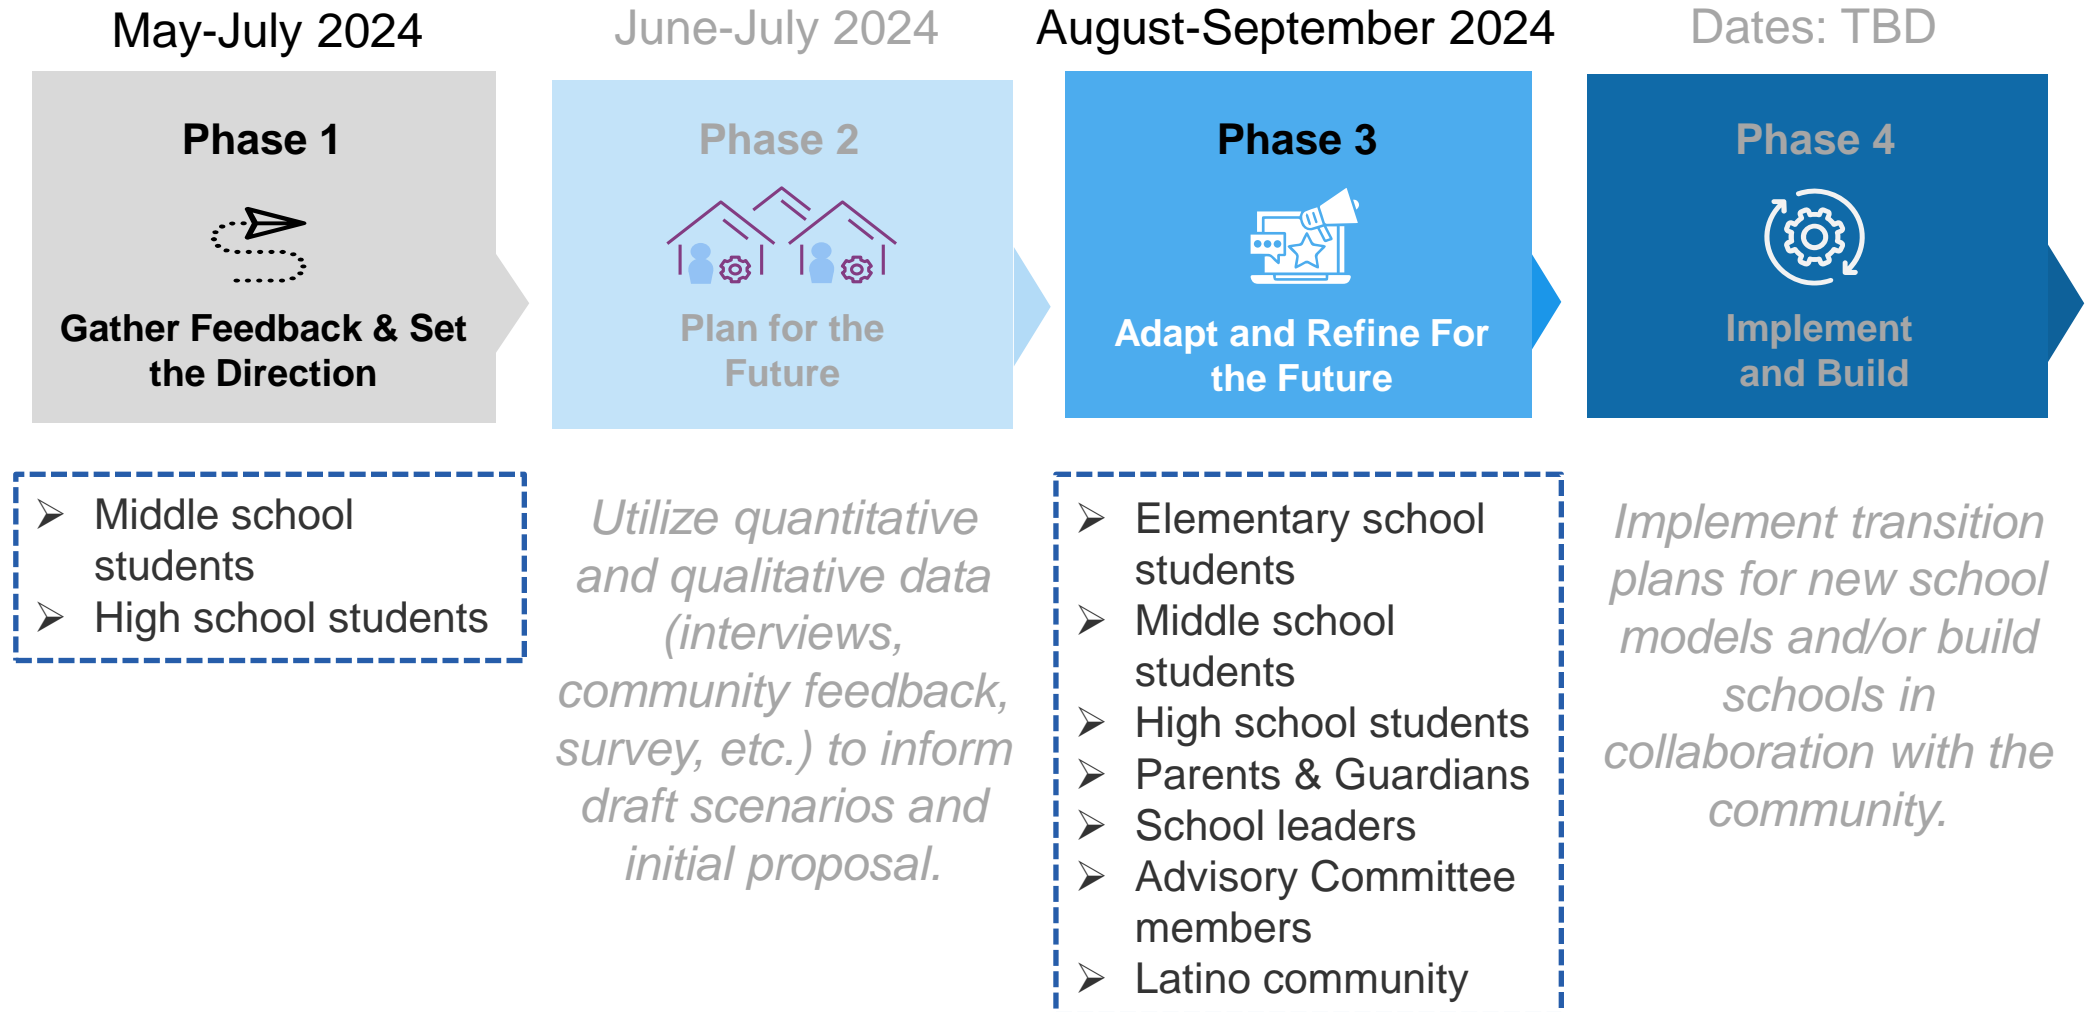 May-July 2024
Phase 1
Gather Feedback & Set
the Direction
➢ Middle school
students
➢ High school students
June-July 2024
Phase 2
Plan for the
Future
Utilize quantitative
and qualitative data
(interviews,
community feedback,
survey, etc.) to inform
draft scenarios and
initial proposal.
August-September 2024
Phase 3
Adapt and Refine For
the Future
➢ Elementary school
students
➢ Middle school
students
➢ High school students
➢ Parents & Guardians
➢ School leaders
➢ Advisory Committee
members
➢ Latino community
Dates: TBD
Phase 4
Implement
and Build
Implement transition
plans for new school
models and/or build
schools in
collaboration with the
community.